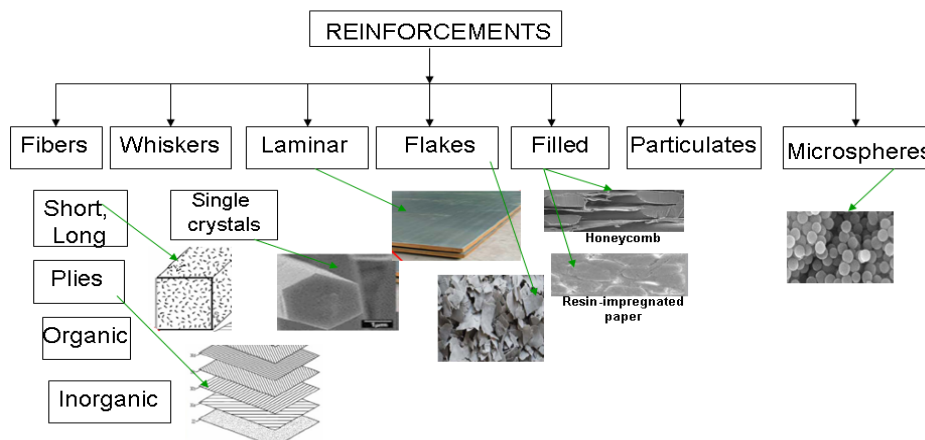 REINFORCEMENTS
Fibers
Whiskers
Laminar
Flakes
Filled
Particulates
Microspheres
Short,
Long
Single
crystals
Plies
Organic
Inorganic
Honeycomb
Resin-impregnated
paper